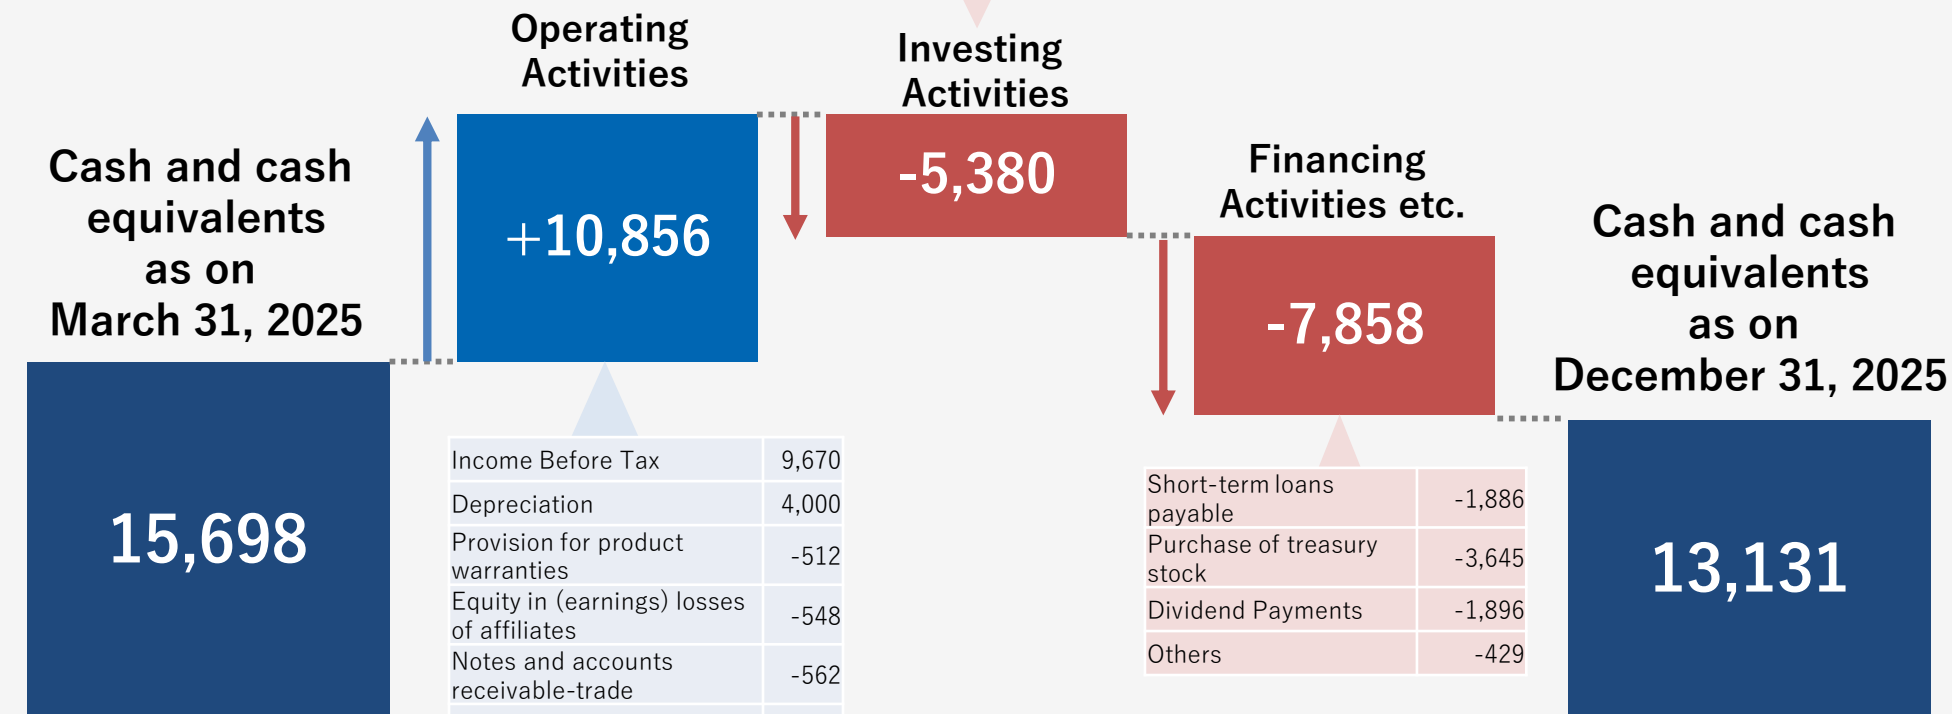 Operating
Activities
Investing
Activities
Cash and cash
equivalents
as on
March 31, 2025
+10,856
-5,380
Financing
Activities etc.
-7,858
Cash and cash
equivalents
as on
December 31, 2025
15,698
Income Before Tax 9,670
Depreciation 4,000
Provision for product
warranties -512
Equity in (earnings) losses
of affiliates -548
Notes and accounts
receivable-trade -562
Short-term loans
payable -1,886
Purchase of treasury
stock -3,645
Dividend Payments -1,896
Others -429
13,131